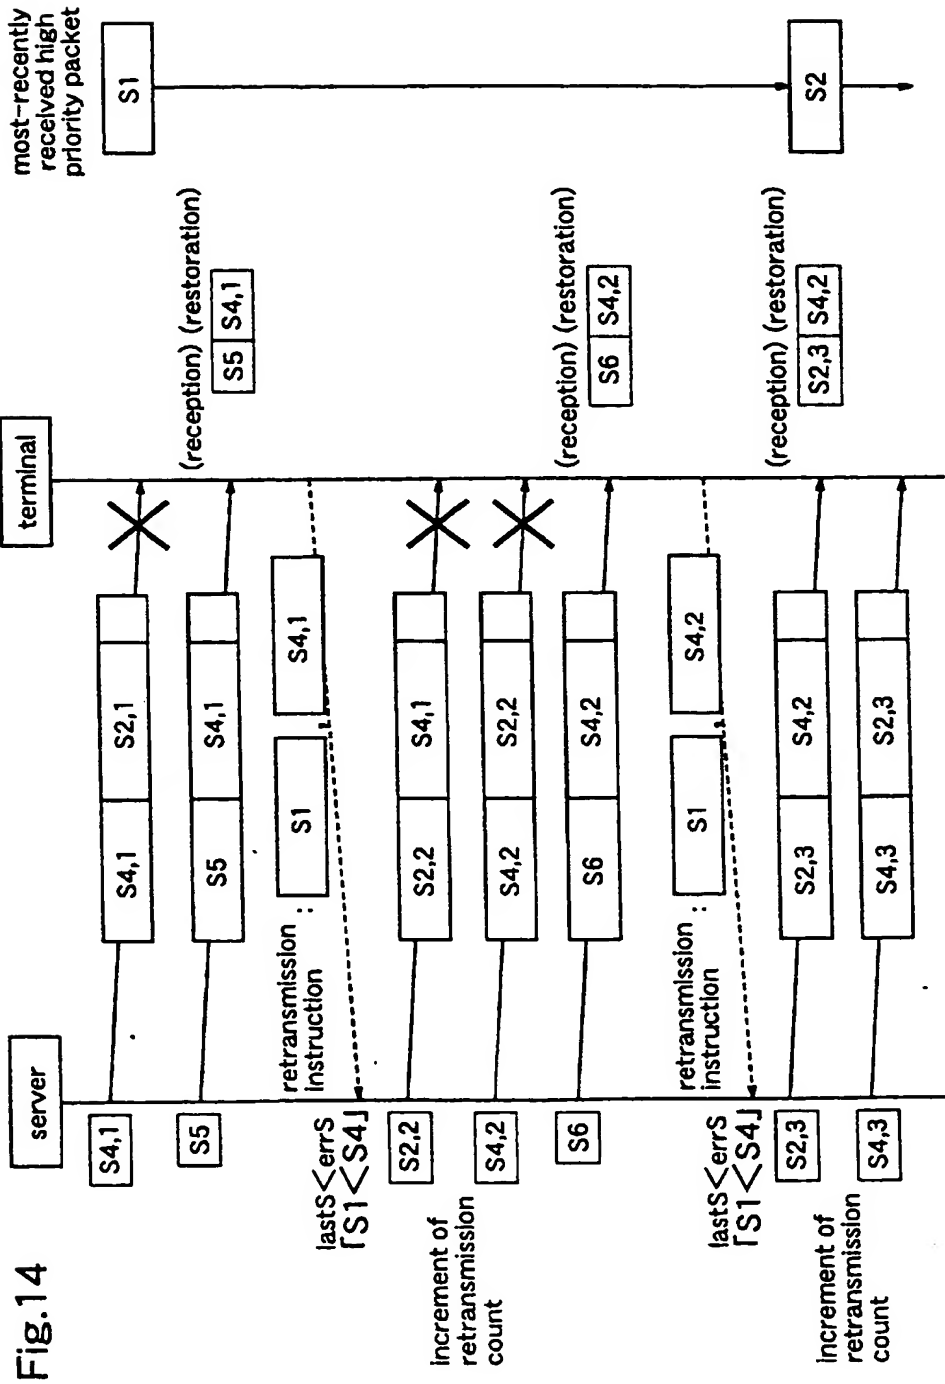 Fig.14
server
terminal
most-recently
received high
priority packet
S1
S4,1
S4,1
S2,1
S5
S5
S4,1
(reception) (restoration)
S5
S4,1
retransmission
instruction
:
S1
,
S4,1
lastS<errS
「S1<S4」
increment of
retransmission
count
S2,2
S2,2
S4,1
S4,2
S4,2
S2,2
S6
S6
S4,2
(reception) (restoration)
S6
S4,2
retransmission
instruction
:
S1
,
S4,2
lastS<errS
「S1<S4」
increment of
retransmission
count
S2,3
S2,3
S4,2
(reception) (restoration)
S2,3
S4,2
S2
S4,3
S4,3
S2,3